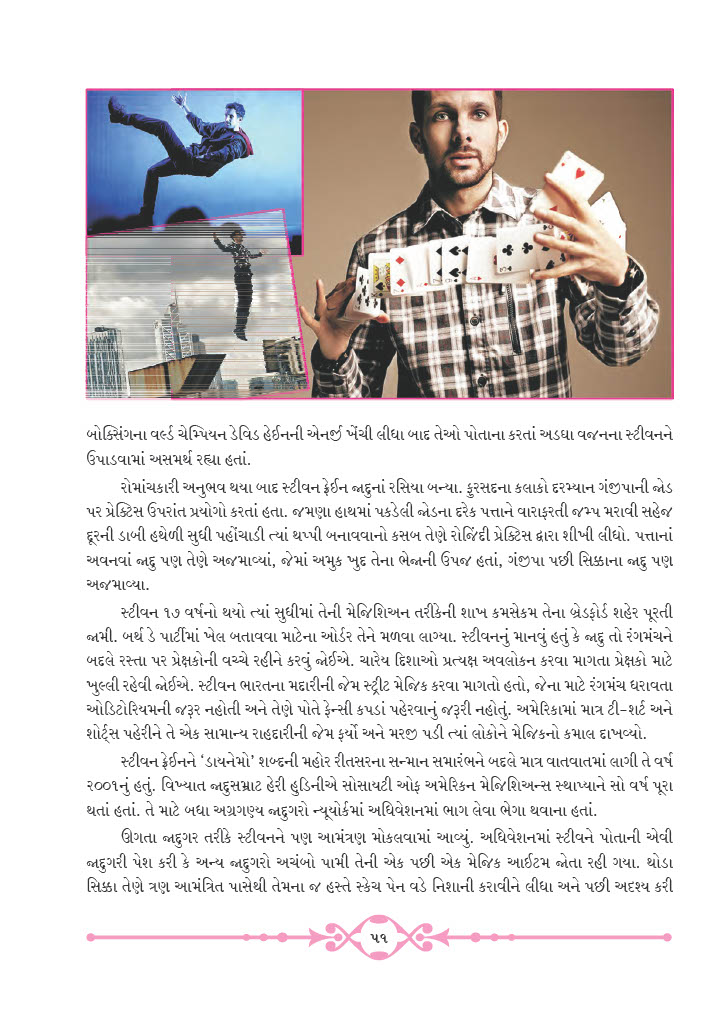 બોક્સિંગના વર્લ્ડ ચેમ્પિયન ડેવિડ હેઈનની એનર્જી ખેંચી લીધા બાદ તેઓ પોતાના કરતાં અડધા વજનના સ્ટીવનને
ઉપાડવામાં અસમર્થ રહ્યા હતાં.
રોમાંચકારી અનુભવ થયા બાદ સ્ટીવન ફ્રેઈન જાદુનાં રસિયા બન્યા. ફુરસદના કલાકો દરમ્યાન ગંજીપાની જોડ
પર પ્રેક્ટિસ ઉપરાંત પ્રયોગો કરતાં હતા. જમણા હાથમાં પકડેલી જોડના દરેક પત્તાને વારાફરતી જમ્પ મરાવી સહેજ
દૂરની ડાબી હથેળી સુધી પહોંચાડી ત્યાં થપ્પી બનાવવાનો કસબ તેણે રોજિંદી પ્રેક્ટિસ દ્વારા શીખી લીધો. પત્તાનાં
અવનવાં જાદુ પણ તેણે અજમાવ્યાં, જેમાં અમુક ખુદ તેના ભેજાની ઉપજ હતાં, ગંજીપા પછી સિક્કાના જાદુ પણ
અજમાવ્યા.
સ્ટીવન ૧૭ વર્ષનો થયો ત્યાં સુધીમાં તેની મેજિશિઅન તરીકેની શાખ કમસેકમ તેના બ્રેડફોર્ડ શહેર પૂરતી
જામી. બર્થ ડે પાર્ટીમાં ખેલ બતાવવા માટેના ઓર્ડર તેને મળવા લાગ્યા. સ્ટીવનનું માનવું હતું કે જાદુ તો રંગમંચને
બદલે રસ્તા પર પ્રેક્ષકોની વચ્ચે રહીને કરવું જોઈએ. ચારેય દિશાઓ પ્રત્યક્ષ અવલોકન કરવા માગતા પ્રેક્ષકો માટે
ખુલ્લી રહેવી જોઈએ. સ્ટીવન ભારતના મદારીની જેમ સ્ટ્રીટ મેજિક કરવા માગતો હતો, જેના માટે રંગમંચ ધરાવતા
ઓડિટોરિયમની જરૂર નહોતી અને તેણે પોતે ફેન્સી કપડાં પહેરવાનું જરૂરી નહોતું. અમેરિકામાં માત્ર ટી-શર્ટ અને
શોર્ટ્સ પહેરીને તે એક સામાન્ય રાહદારીની જેમ ફર્યો અને મરજી પડી ત્યાં લોકોને મેજિકનો કમાલ દાખવ્યો.
સ્ટીવન ફ્રેઈનને ‘ડાયનેમો’ શબ્દની મહોર રીતસરના સન્માન સમારંભને બદલે માત્ર વાતવાતમાં લાગી તે વર્ષ
૨૦૦૧નું હતું. વિખ્યાત જાદુસમ્રાટ હેરી હુડિનીએ સોસાયટી ઓફ અમેરિકન મેજિશિઅન્સ સ્થાપ્યાને સો વર્ષ પૂરા
થતાં હતાં. તે માટે બધા અગ્રગણ્ય જાદુગરો ન્યૂયોર્કમાં અધિવેશનમાં ભાગ લેવા ભેગા થવાના હતાં.
ઊગતા જાદુગર તરીકે સ્ટીવનને પણ આમંત્રણ મોકલવામાં આવ્યું. અધિવેશનમાં સ્ટીવને પોતાની એવી
જાદુગરી પેશ કરી કે અન્ય જાદુગરો અચંબો પામી તેની એક પછી એક મેજિક આઈટમ જોતા રહી ગયા. થોડા
સિક્કા તેણે ત્રણ આમંત્રિત પાસેથી તેમના જ હસ્તે સ્કેચ પેન વડે નિશાની કરાવીને લીધા અને પછી અદશ્ય કરી
૫૧